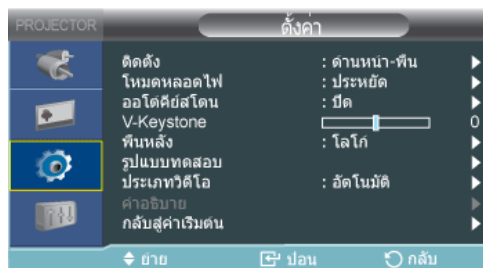 PROJECTOR
ตั้งค่า
ติดตั้ง : ด้านหน้า-พื้น
โหมดหลอดไฟ : ประหยัด
ออโต้คีย์สโตน : ปิด
V-Keystone 0
พื้นหลัง : โลโก้
รูปแบบทดสอบ
ประเภทวิดีโอ : อัตโนมัติ
คำอธิบาย
กลับสู่ค่าเริ่มต้น
ย้าย ป้อน กลับ